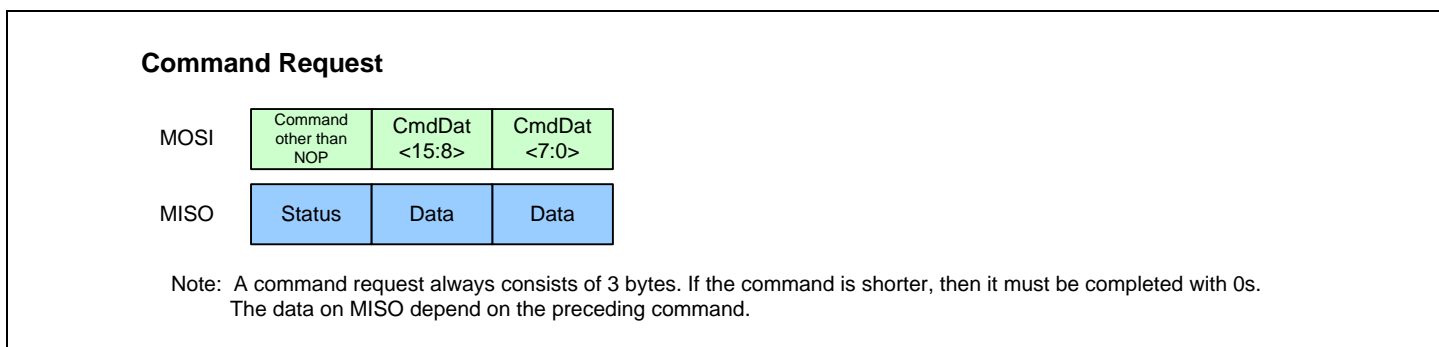 Command Request
MOSI
Command
other than
NOP
CmdDat
<15:8>
CmdDat
<7:0>
MISO
Status
Data
Data
Note: A command request always consists of 3 bytes. If the command is shorter, then it must be completed with 0s.
The data on MISO depend on the preceding command.